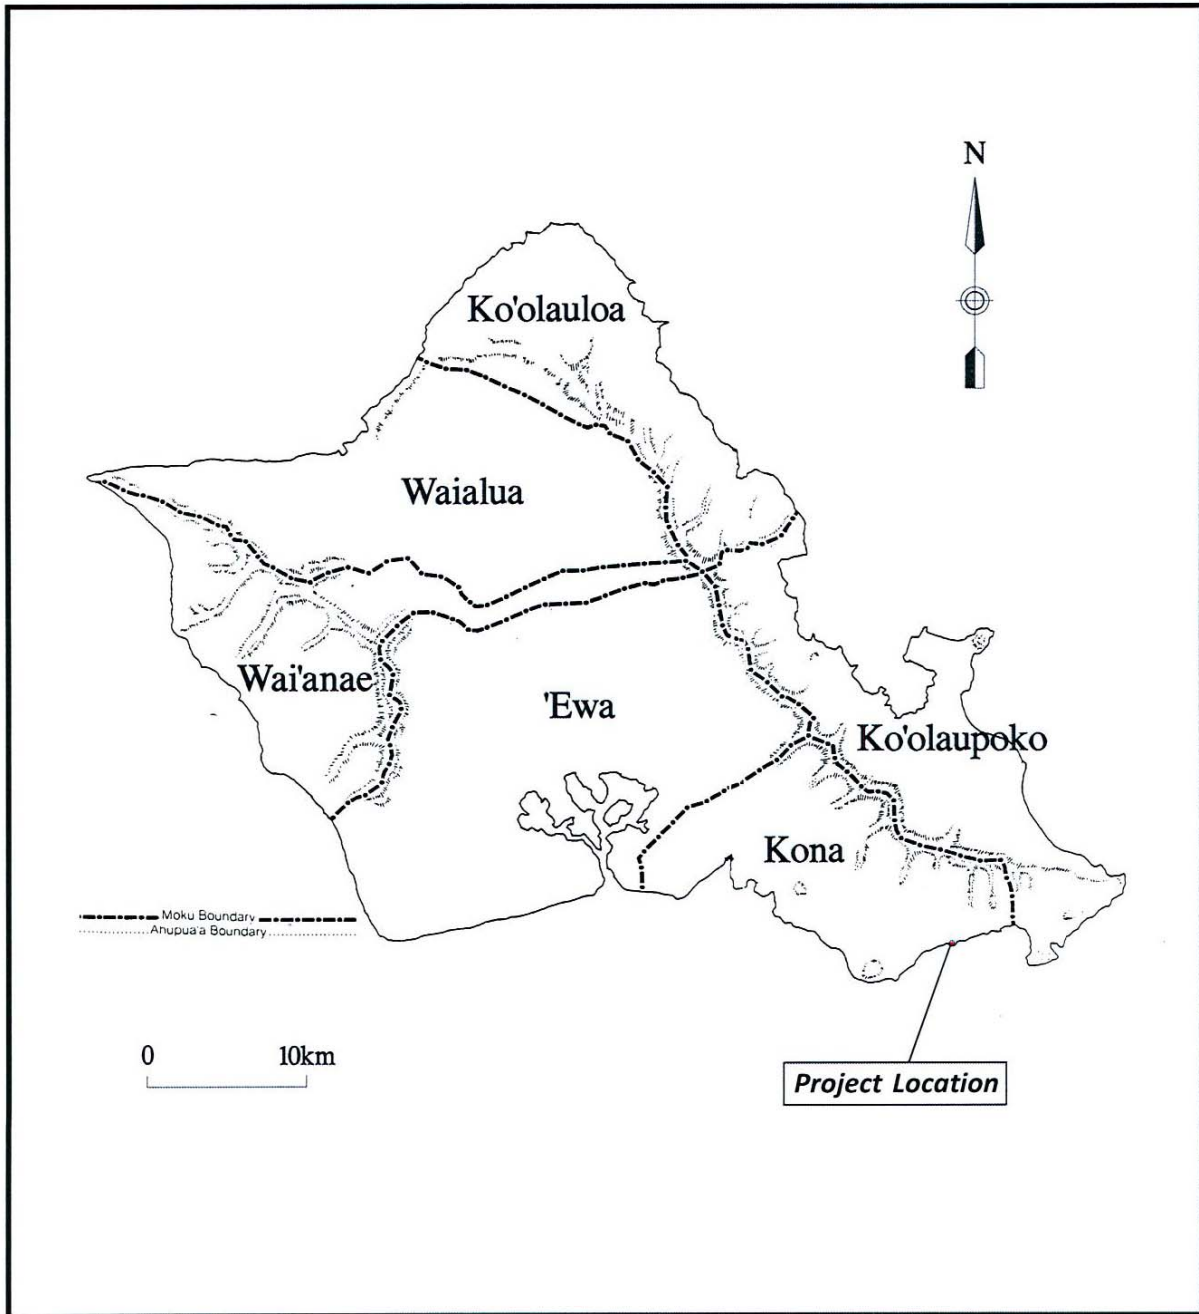 N
Ko'olauloa
Waialua
Wai'anae
'Ewa
Ko'olaupoko
Kona
Moku Boundary
Ahupua'a Boundary
0 10km
Project Location